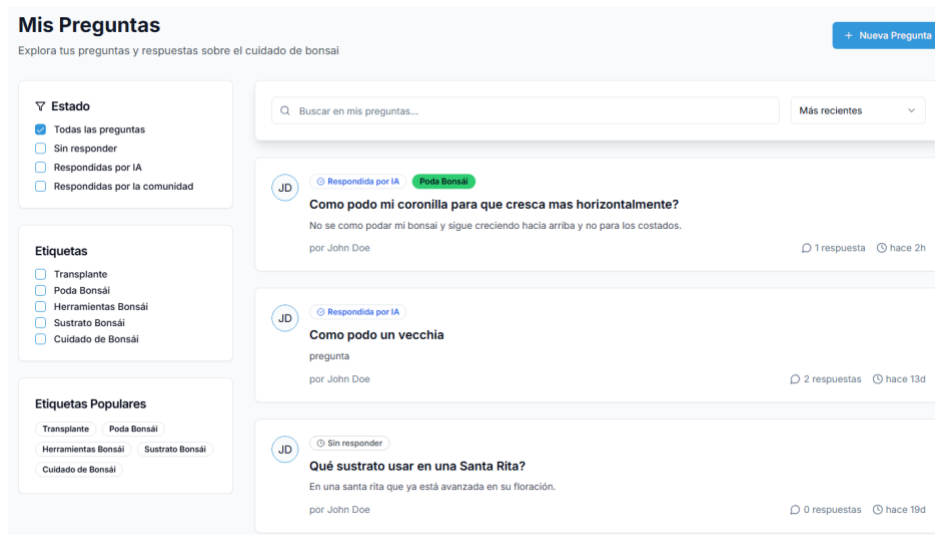 Mis Preguntas
Explora tus preguntas y respuestas sobre el cuidado de bonsai
+ Nueva Pregunta
Estado
Todas las preguntas
Sin responder
Respondidas por IA
Respondidas por la comunidad
Etiquetas
Transplante
Poda Bonsái
Herramientas Bonsái
Sustrato Bonsái
Cuidado de Bonsái
Etiquetas Populares
Transplante Poda Bonsái
Herramientas Bonsái Sustrato Bonsái
Cuidado de Bonsái
Buscar en mis preguntas... Más recientes
JD Respondida por IA Poda Bonsái
Como podo mi coronilla para que cresca mas horizontalmente?
No se como podar mi bonsai y sigue creciendo hacia arriba y no para los costados.
por John Doe 1 respuesta hace 2h
JD Respondida por IA
Como podo un vecchia
pregunta
por John Doe 2 respuestas hace 13d
JD Sin responder
Qué sustrato usar en una Santa Rita?
En una santa rita que ya está avanzada en su floración.
por John Doe 0 respuestas hace 19d